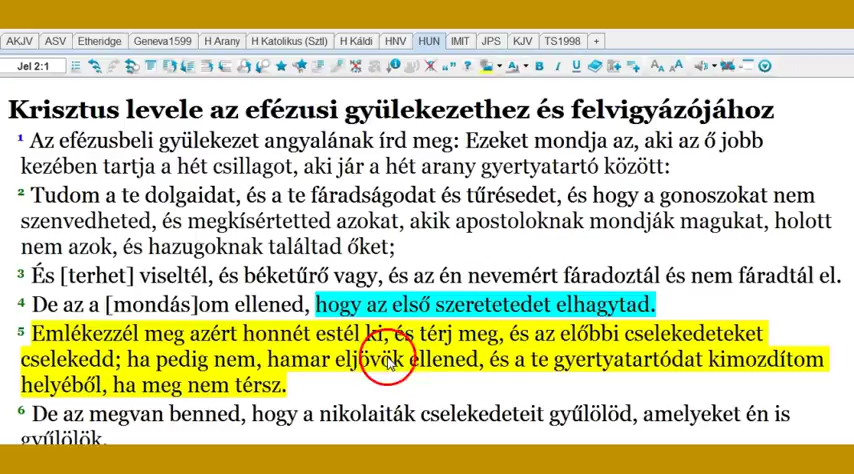 AKJV ASV Etheridge Geneva1599 H Arany H Katolikus (Sztl) H Káldi HNV HUN IMIT JPS KJV TS1998 +
Jel 2:1
Krisztus levele az efézusi gyülekezethez és felvigyázójához
1 Az efézusbeli gyülekezet angyalának írd meg: Ezeket mondja az, aki az ő jobb
kezében tartja a hét csillagot, aki jár a hét arany gyertyatartó között:
2 Tudom a te dolgaidat, és a te fáradságodat és tűrésedet, és hogy a gonoszokat nem
szenvedheted, és megkísértetted azokat, akik apostoloknak mondják magukat, holott
nem azok, és hazugoknak találtad őket;
3 És [terhet] viseltél, és béketűrő vagy, és az én nevemért fáradoztál és nem fáradtál el.
4 De az a [mondás]om ellened, hogy az első szeretetedet elhagytad.
5 Emlékezzél meg azért honnét estél ki, és térj meg, és az előbbi cselekedeteket
cselekedd; ha pedig nem, hamar eljövök ellened, és a te gyertyatartódat kimozdítom
helyéből, ha meg nem térsz.
6 De az megvan benned, hogy a nikolaiták cselekedeteit gyűlölöd, amelyeket én is
gyűlölök.